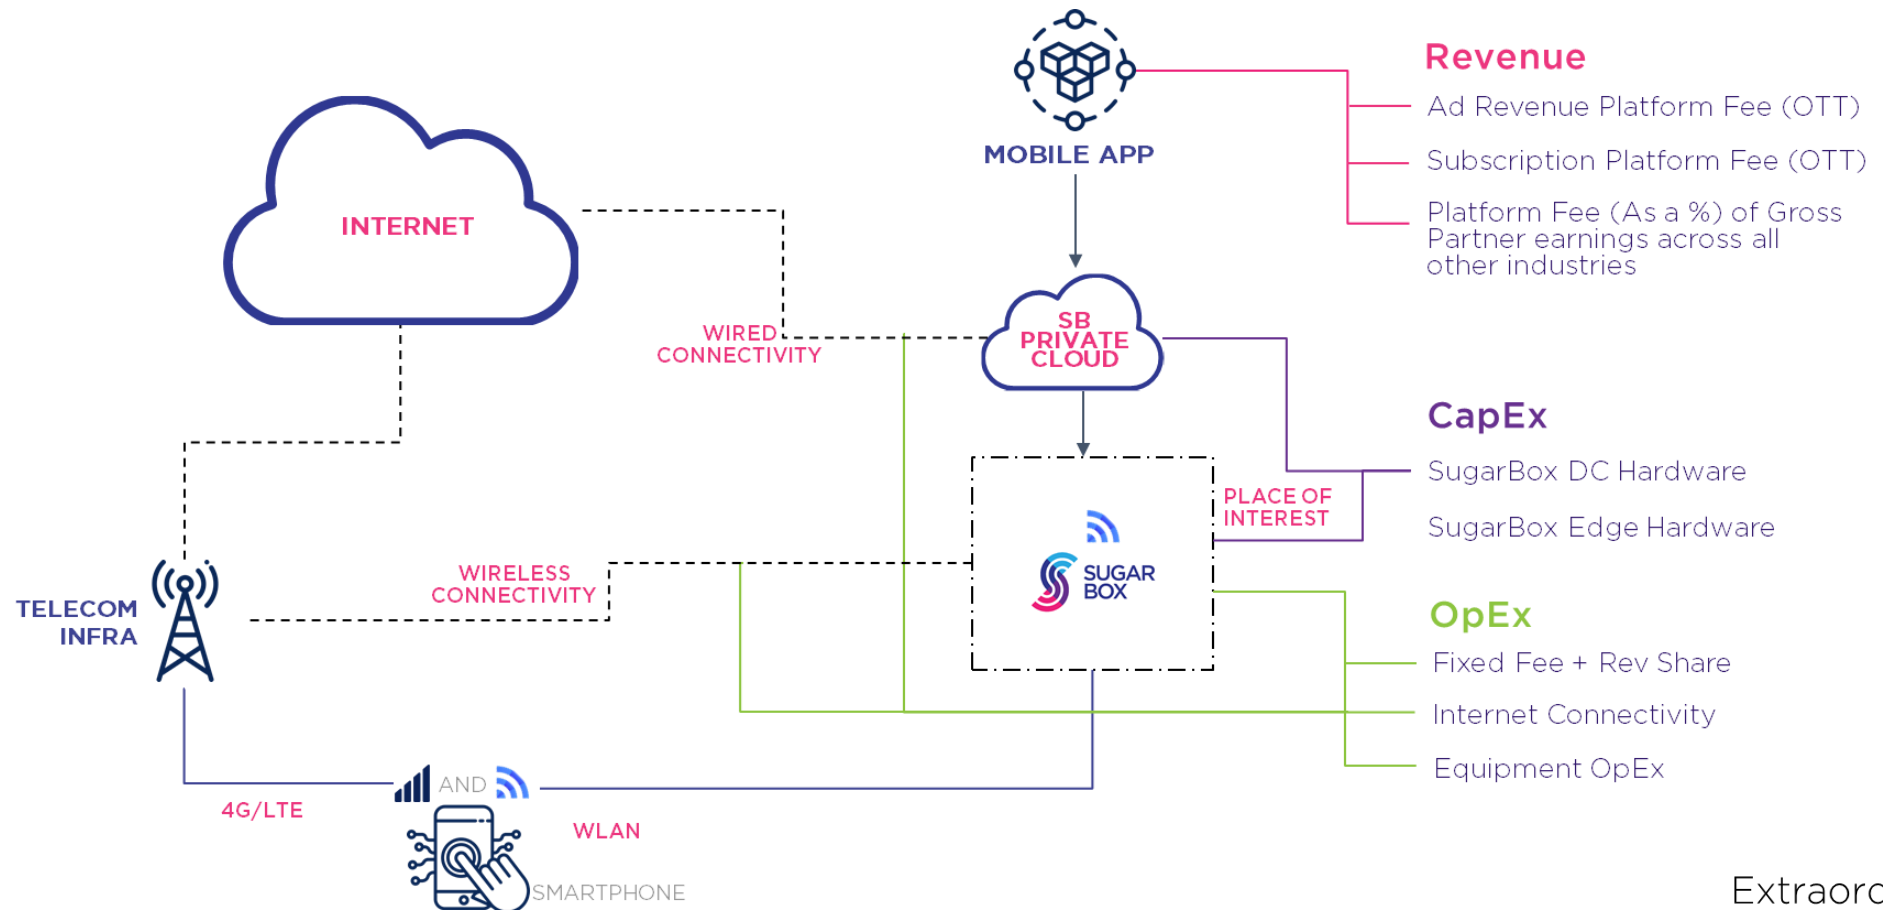 Revenue
Ad Revenue Platform Fee (OTT)
Subscription Platform Fee (OTT)
Platform Fee (As a %) of Gross
Partner earnings across all
other industries
MOBILE APP
INTERNET
WIRED
CONNECTIVITY
SB
PRIVATE
CLOUD
CapEx
SugarBox DC Hardware
SugarBox Edge Hardware
PLACE OF
INTEREST
SUGAR
BOX
WIRELESS
CONNECTIVITY
TELECOM
INFRA
OpEx
Fixed Fee + Rev Share
Internet Connectivity
Equipment OpEx
AND
4G/LTE
WLAN
SMARTPHONE